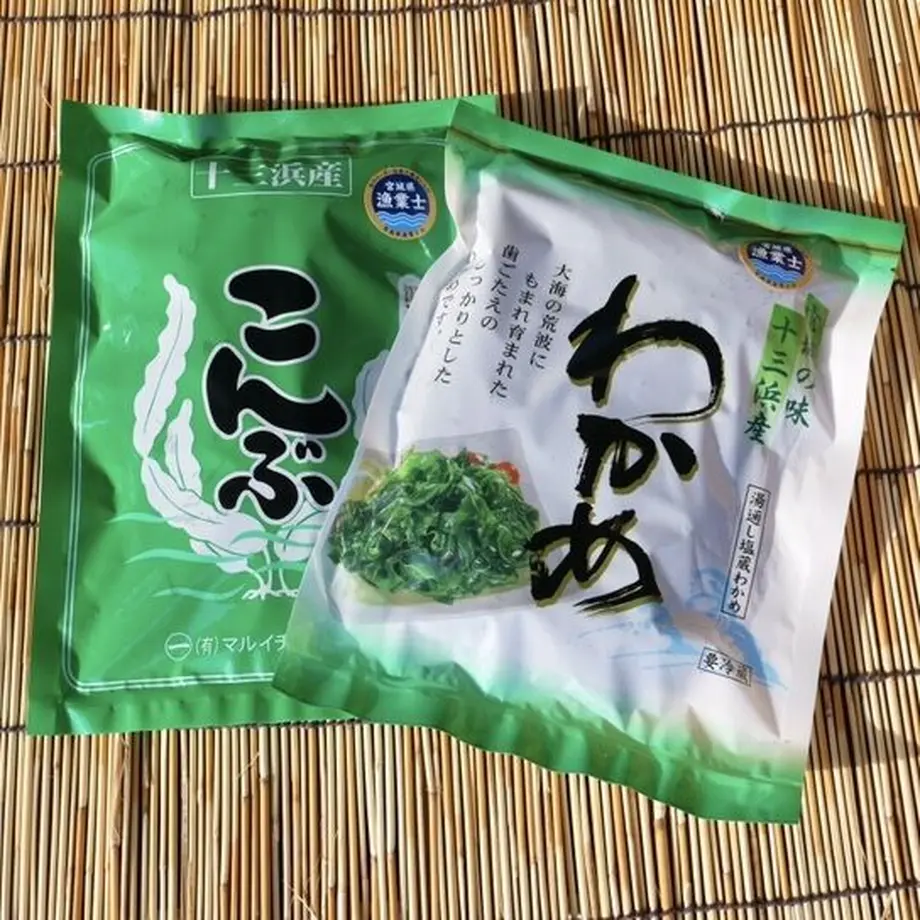 十三浜産
宮城県
漁業士
こんぶ
(有)マルイチ
宮城県
漁業士
の味
十三浜産
わかめ
大海の荒波に
もまれ育まれた
歯ごたえの
しっかりとした
です。
湯通し塩蔵わかめ
要冷蔵